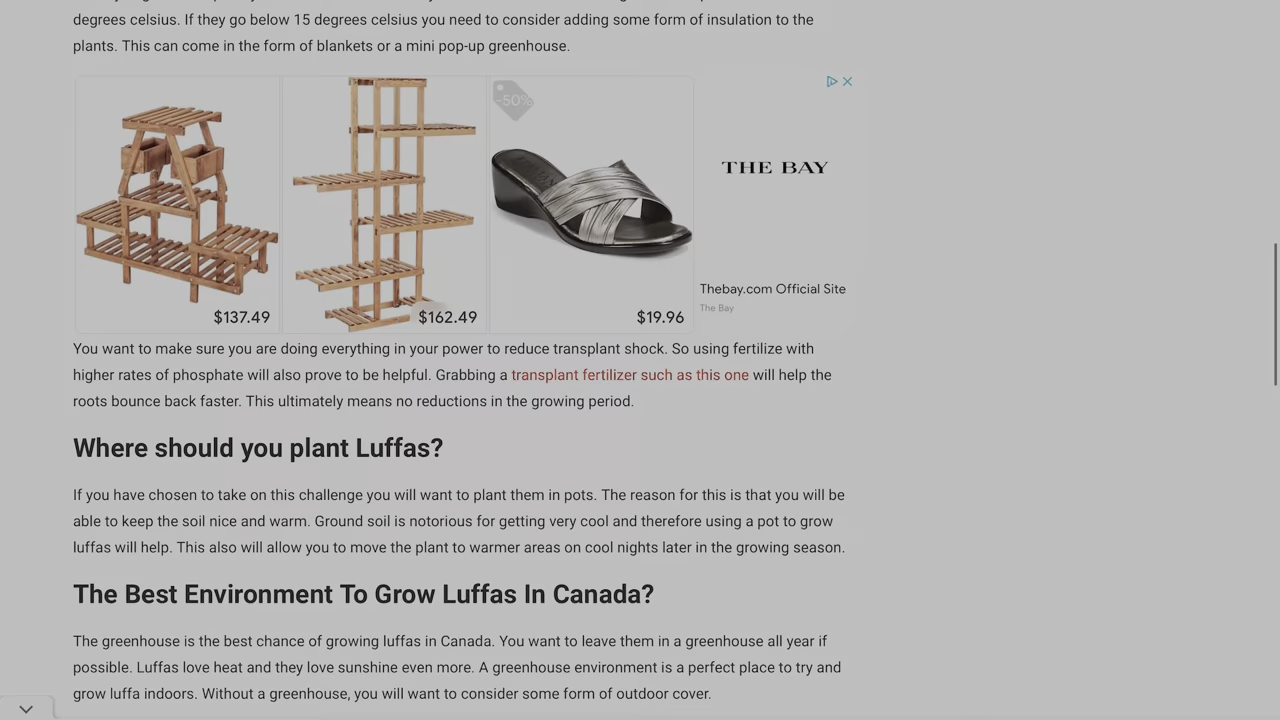 degrees celsius. If they go below 15 degrees celsius you need to consider adding some form of insulation to the
plants. This can come in the form of blankets or a mini pop-up greenhouse.
-50%
THE BAY
Thebay.com Official Site
The Bay
$137.49
$162.49
$19.96
You want to make sure you are doing everything in your power to reduce transplant shock. So using fertilize with
higher rates of phosphate will also prove to be helpful. Grabbing a transplant fertilizer such as this one will help the
roots bounce back faster. This ultimately means no reductions in the growing period.
Where should you plant Luffas?
If you have chosen to take on this challenge you will want to plant them in pots. The reason for this is that you will be
able to keep the soil nice and warm. Ground soil is notorious for getting very cool and therefore using a pot to grow
luffas will help. This also will allow you to move the plant to warmer areas on cool nights later in the growing season.
The Best Environment To Grow Luffas In Canada?
The greenhouse is the best chance of growing luffas in Canada. You want to leave them in a greenhouse all year if
possible. Luffas love heat and they love sunshine even more. A greenhouse environment is a perfect place to try and
grow luffa indoors. Without a greenhouse, you will want to consider some form of outdoor cover.